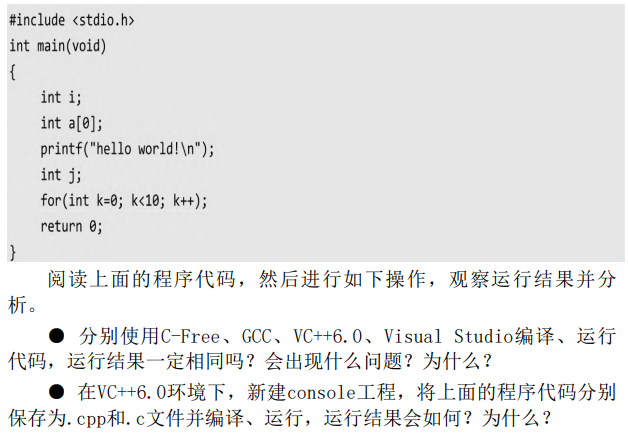 #include <stdio.h>
int main(void)
{
int i;
int a[0];
printf("hello world!\n");
int j;
for(int k=0; k<10; k++);
return 0;
}
阅读上面的程序代码，然后进行如下操作，观察运行结果并分
析。
● 分别使用C-Free、GCC、VC++6.0、Visual Studio编译、运行
代码，运行结果一定相同吗？会出现什么问题？为什么？
● 在VC++6.0环境下，新建console工程，将上面的程序代码分别
保存为.cpp和.c文件并编译、运行，运行结果会如何？为什么？